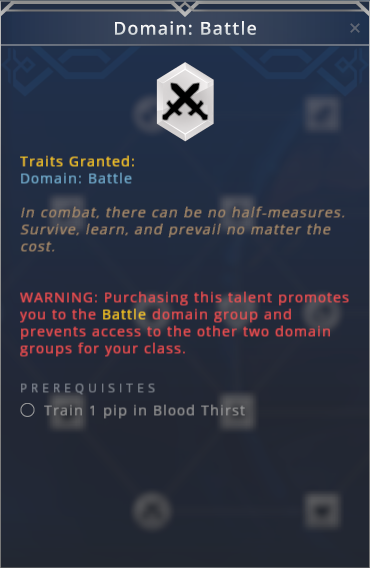 Domain: Battle
Traits Granted:
Domain: Battle
In combat, there can be no half-measures.
Survive, learn, and prevail no matter the
cost.
WARNING: Purchasing this talent promotes
you to the Battle domain group and
prevents access to the other two domain
groups for your class.
PREREQUISITES
Train 1 pip in Blood Thirst